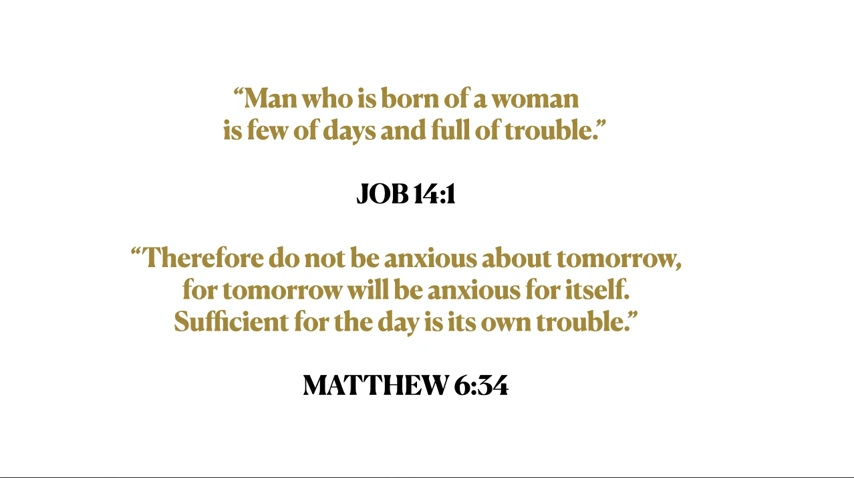 “Man who is born of a woman
is few of days and full of trouble.”
JOB 14:1
“Therefore do not be anxious about tomorrow,
for tomorrow will be anxious for itself.
Sufficient for the day is its own trouble.”
MATTHEW 6:34